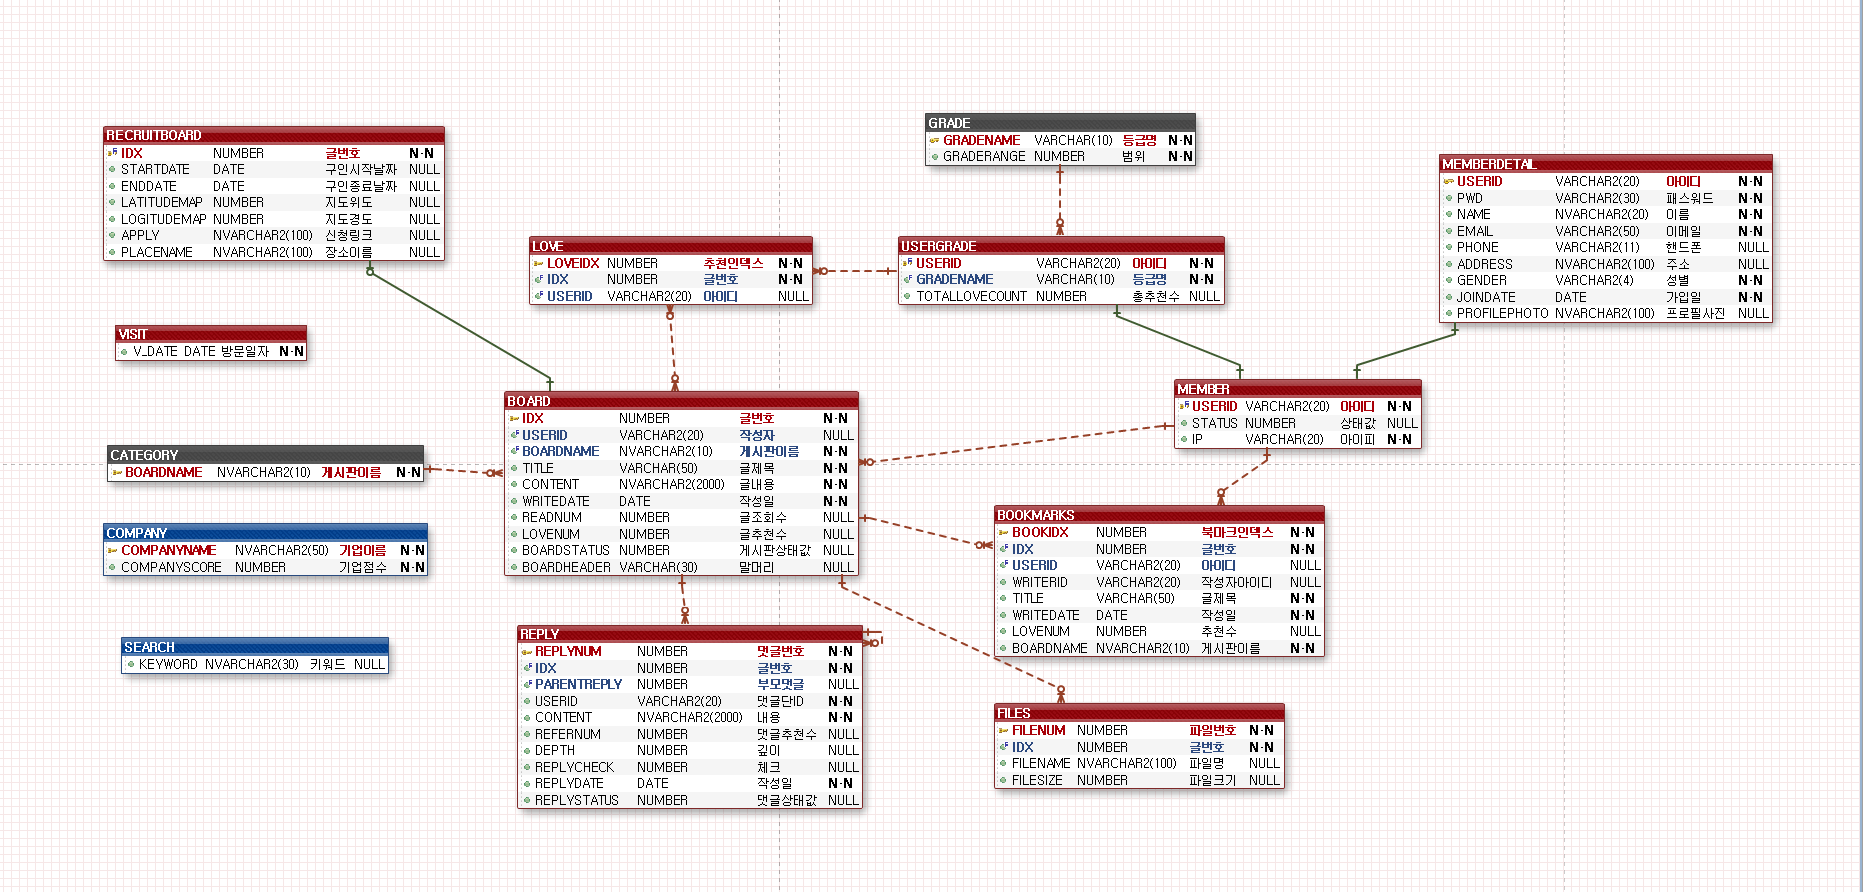 RECRUITBOARD
IDX NUMBER 글번호 N-N
STARTDATE DATE 구인시작날짜 NULL
ENDDATE DATE 구인종료날짜 NULL
LATITUDEMAP NUMBER 지도위도 NULL
LOGITUDEMAP NUMBER 지도경도 NULL
APPLY NVARCHAR2(100) 신청링크 NULL
PLACENAME NVARCHAR2(100) 장소이름 NULL
GRADE
GRADENAME VARCHAR(10) 등급명 N-N
GRADERANGE NUMBER 범위 N-N
MEMBERDETAIL
USERID VARCHAR2(20) 아이디 N-N
PWD VARCHAR2(30) 패스워드 N-N
NAME NVARCHAR2(20) 이름 N-N
EMAIL VARCHAR2(50) 이메일 N-N
PHONE VARCHAR2(11) 핸드폰 NULL
ADDRESS NVARCHAR2(100) 주소 NULL
GENDER VARCHAR2(4) 성별 N-N
JOINDATE DATE 가입일 N-N
PROFILEPHOTO NVARCHAR2(100) 프로필사진 NULL
LOVE
LOVEIDX NUMBER 추천인덱스 N-N
IDX NUMBER 글번호 N-N
USERID VARCHAR2(20) 아이디 NULL
USERGRADE
USERID VARCHAR2(20) 아이디 N-N
GRADENAME VARCHAR(10) 등급명 N-N
TOTALLOVECOUNT NUMBER 총추천수 NULL
VISIT
V_DATE DATE 방문일자 N-N
MEMBER
USERID VARCHAR2(20) 아이디 N-N
STATUS NUMBER 상태값 NULL
IP VARCHAR(20) 아이피 N-N
BOARD
IDX NUMBER 글번호 N-N
USERID VARCHAR2(20) 작성자 NULL
BOARDNAME NVARCHAR2(10) 게시판이름 N-N
TITLE VARCHAR(50) 글제목 N-N
CONTENT NVARCHAR2(2000) 글내용 N-N
WRITEDATE DATE 작성일 N-N
READNUM NUMBER 글조회수 NULL
LOVENUM NUMBER 글추천수 NULL
BOARDSTATUS NUMBER 게시판상태값 NULL
BOARDHEADER VARCHAR(30) 말머리 NULL
CATEGORY
BOARDNAME NVARCHAR2(10) 게시판이름 N-N
COMPANY
COMPANYNAME NVARCHAR2(50) 기업이름 N-N
COMPANYSCORE NUMBER 기업점수 N-N
BOOKMARKS
BOOKIDX NUMBER 북마크인덱스 N-N
IDX NUMBER 글번호 NULL
USERID VARCHAR2(20) 아이디 NULL
WRITERID VARCHAR2(20) 작성자아이디 NULL
TITLE VARCHAR(50) 글제목 N-N
WRITEDATE DATE 작성일 N-N
LOVENUM NUMBER 추천수 NULL
BOARDNAME NVARCHAR2(10) 게시판이름 N-N
SEARCH
KEYWORD NVARCHAR2(30) 키워드 NULL
REPLY
REPLYNUM NUMBER 댓글번호 N-N
IDX NUMBER 글번호 N-N
PARENTREPLY NUMBER 부모댓글 NULL
USERID VARCHAR2(20) 댓글단ID N-N
CONTENT NVARCHAR2(2000) 내용 N-N
REFERNUM NUMBER 댓글추천수 NULL
DEPTH NUMBER 깊이 NULL
REPLYCHECK NUMBER 체크 NULL
REPLYDATE DATE 작성일 N-N
REPLYSTATUS NUMBER 댓글상태값 NULL
FILES
FILENUM NUMBER 파일번호 N-N
IDX NUMBER 글번호 N-N
FILENAME NVARCHAR2(100) 파일명 NULL
FILESIZE NUMBER 파일크기 NULL